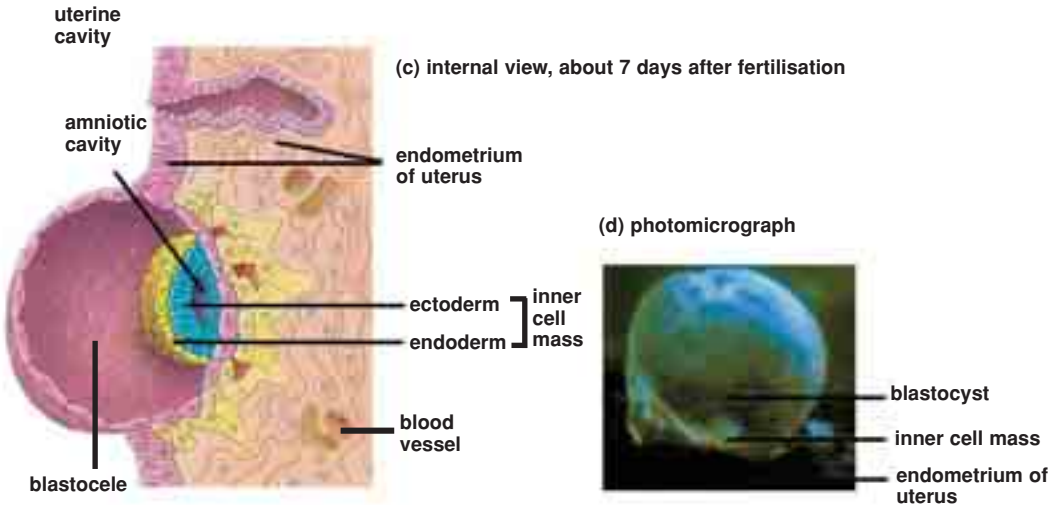 uterine
cavity
(c) internal view, about 7 days after fertilisation
amniotic
cavity
endometrium
of uterus
(d) photomicrograph
ectoderm
endoderm
inner
cell
mass
blastocyst
blood
vessel
inner cell mass
blastocele
endometrium of
uterus